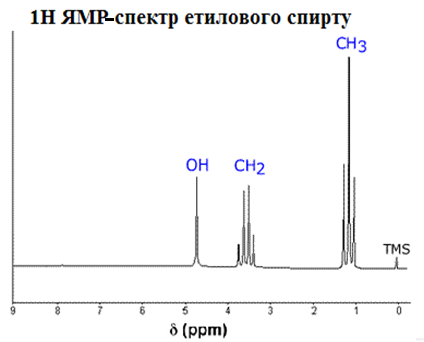 1H ЯМР-спектр етилового спирту
CH3
OH CH2
TMS
9 8 7 6 5 4 3 2 1 0
δ (ppm)